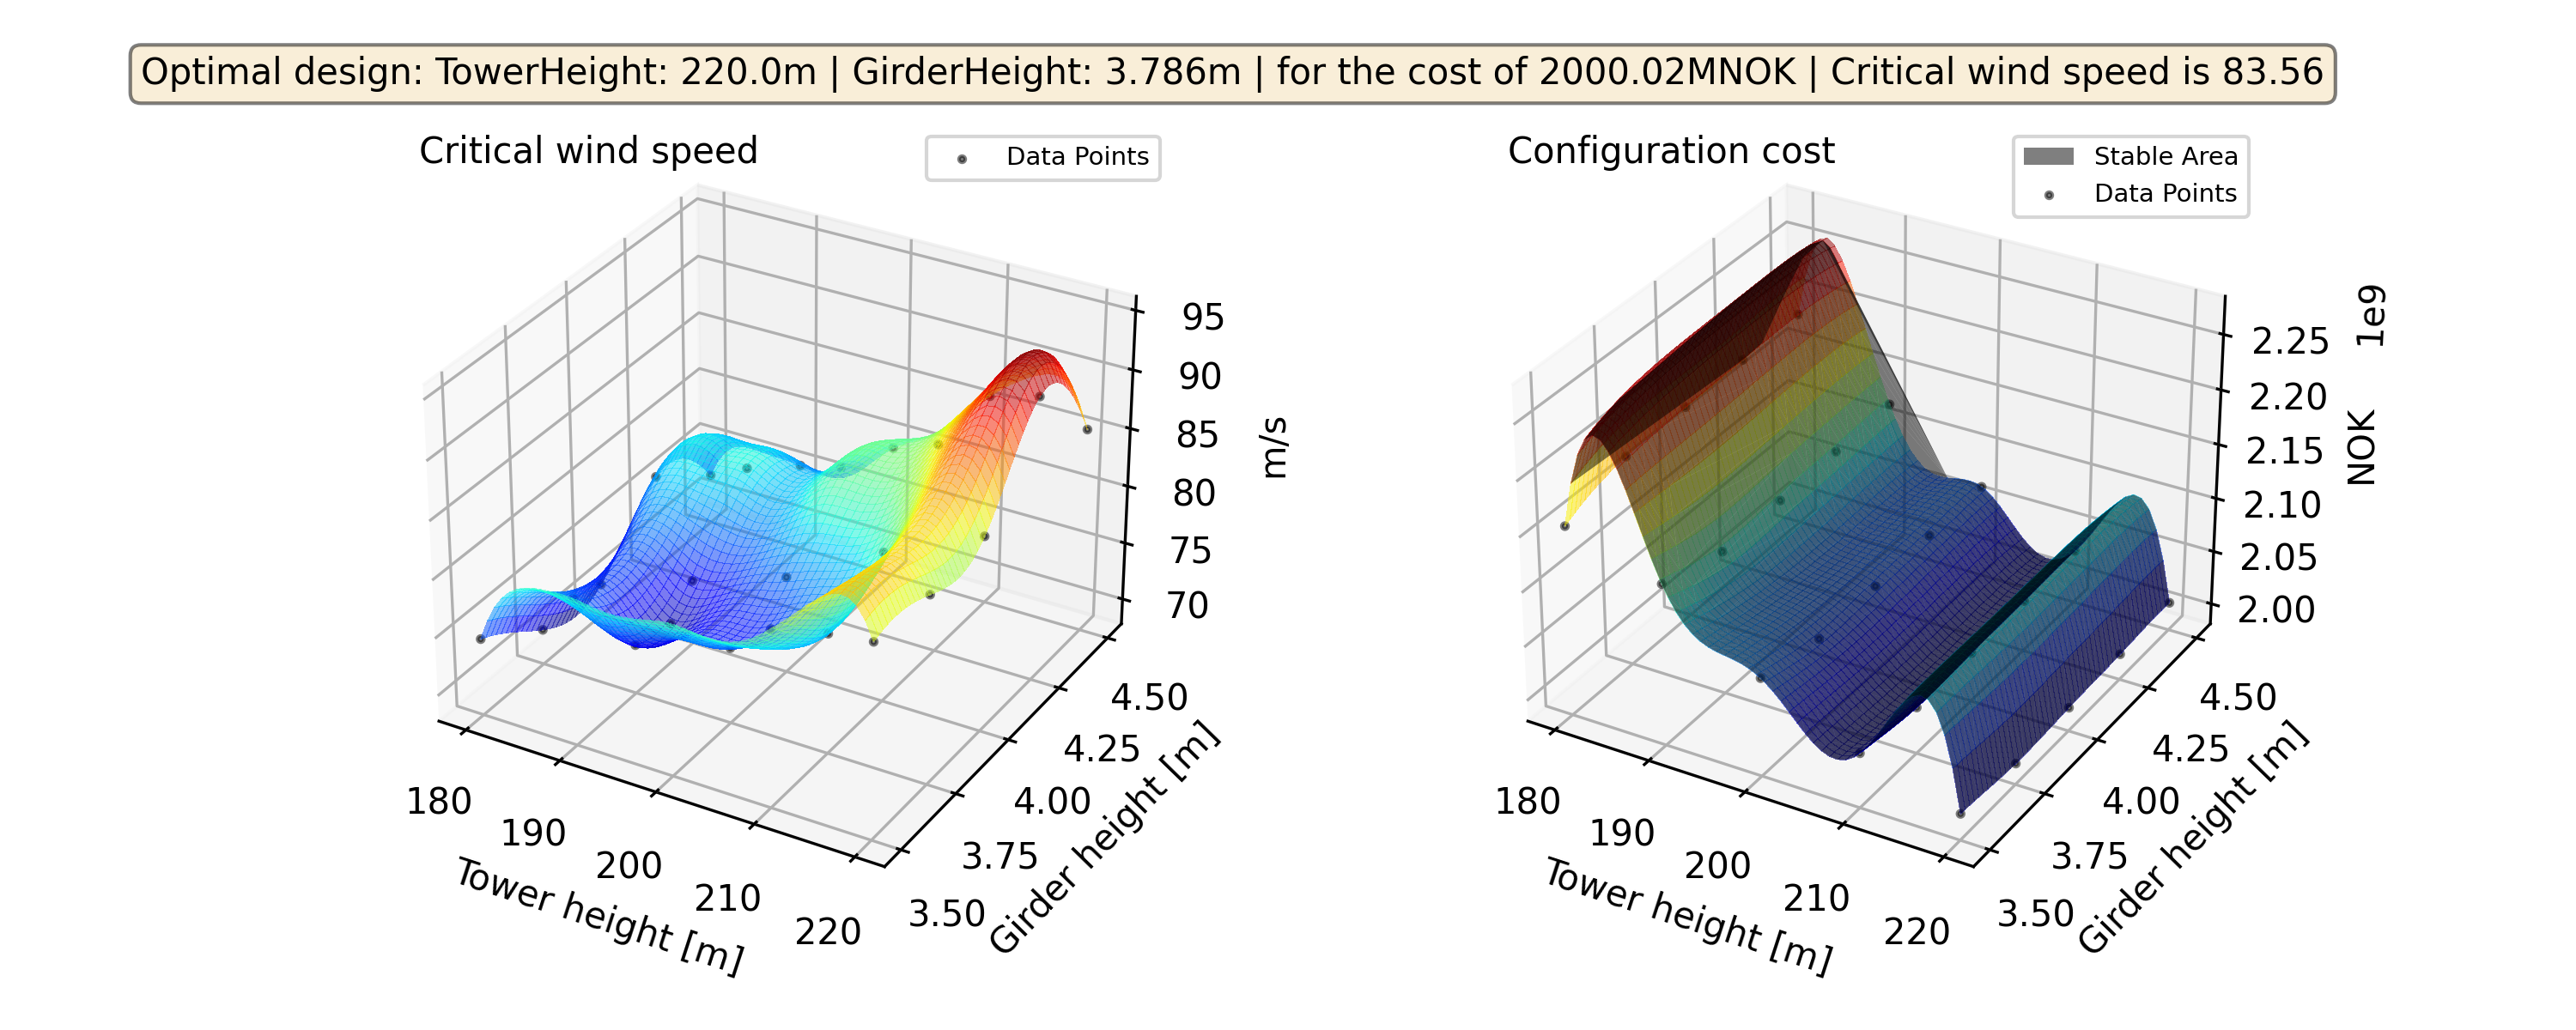 Optimal design: TowerHeight: 220.0m | GirderHeight: 3.786m | for the cost of 2000.02MNOK | Critical wind speed is 83.56
Critical wind speed
Data Points
95
90
85
80
75
70
m/s
180
190
200
210
220
Tower height [m]
3.50
3.75
4.00
4.25
4.50
Girder height [m]
Configuration cost
Stable Area
Data Points
1e9
2.25
2.20
2.15
2.10
2.05
2.00
NOK
180
190
200
210
220
Tower height [m]
3.50
3.75
4.00
4.25
4.50
Girder height [m]